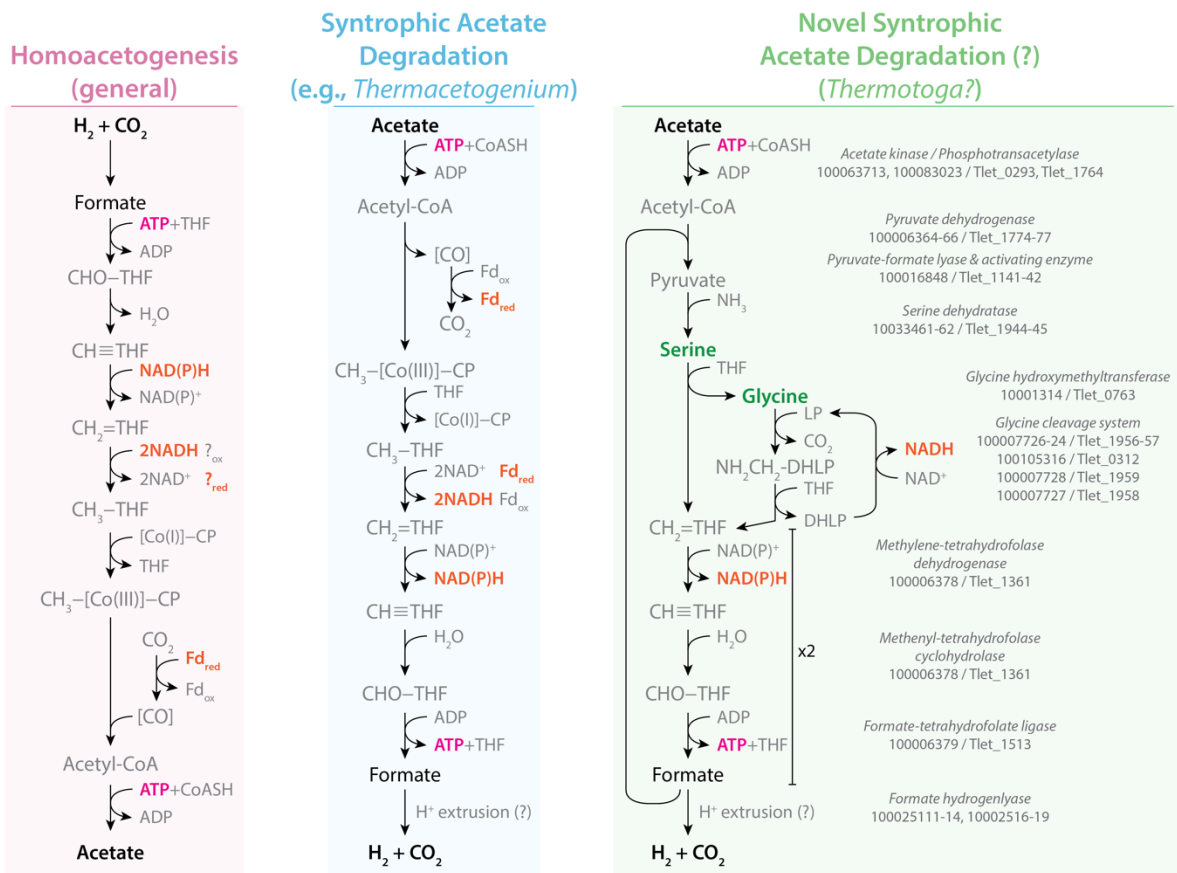 Homoacetogenesis
(general)
H₂ + CO₂
Formate
ATP+THF
ADP
CHO–THF
H₂O
CH≡THF
NAD(P)H
NAD(P)⁺
CH₂=THF
2NADH ?ox
2NAD⁺ ?red
CH₃–THF
[Co(I)]–CP
THF
CH₃–[Co(III)]–CP
CO₂
Fdred
Fdox
[CO]
Acetyl-CoA
ATP+CoASH
ADP
Acetate
Syntrophic Acetate
Degradation
(e.g., Thermacetogenium)
Acetate
ATP+CoASH
ADP
Acetyl-CoA
[CO]
Fdox
Fdred
CO₂
CH₃–[Co(III)]–CP
THF
[Co(I)]–CP
CH₃–THF
2NAD⁺ Fdred
2NADH Fdox
CH₂=THF
NAD(P)⁺
NAD(P)H
CH≡THF
H₂O
CHO–THF
ADP
ATP+THF
Formate
H⁺ extrusion (?)
H₂ + CO₂
Novel Syntrophic
Acetate Degradation (?)
(Thermotoga?)
Acetate
ATP+CoASH
ADP
Acetyl-CoA
Pyruvate
NH₃
Serine
THF
Glycine
LP
CO₂
NH₂CH₂-DHLP
THF
DHLP
NADH
NAD⁺
CH₂=THF
NAD(P)⁺
NAD(P)H
CH≡THF
H₂O
x2
CHO–THF
ADP
ATP+THF
Formate
H⁺ extrusion (?)
H₂ + CO₂
Acetate kinase / Phosphotransacetylase
100063713, 100083023 / Tlet_0293, Tlet_1764
Pyruvate dehydrogenase
100006364-66 / Tlet_1774-77
Pyruvate-formate lyase & activating enzyme
100016848 / Tlet_1141-42
Serine dehydratase
10033461-62 / Tlet_1944-45
Glycine hydroxymethyltransferase
10001314 / Tlet_0763
Glycine cleavage system
100007726-24 / Tlet_1956-57
100105316 / Tlet_0312
100007728 / Tlet_1959
100007727 / Tlet_1958
Methylene-tetrahydrofolase
dehydrogenase
100006378 / Tlet_1361
Methenyl-tetrahydrofolase
cyclohydrolase
100006378 / Tlet_1361
Formate-tetrahydrofolate ligase
100006379 / Tlet_1513
Formate hydrogenlyase
100025111-14, 10002516-19